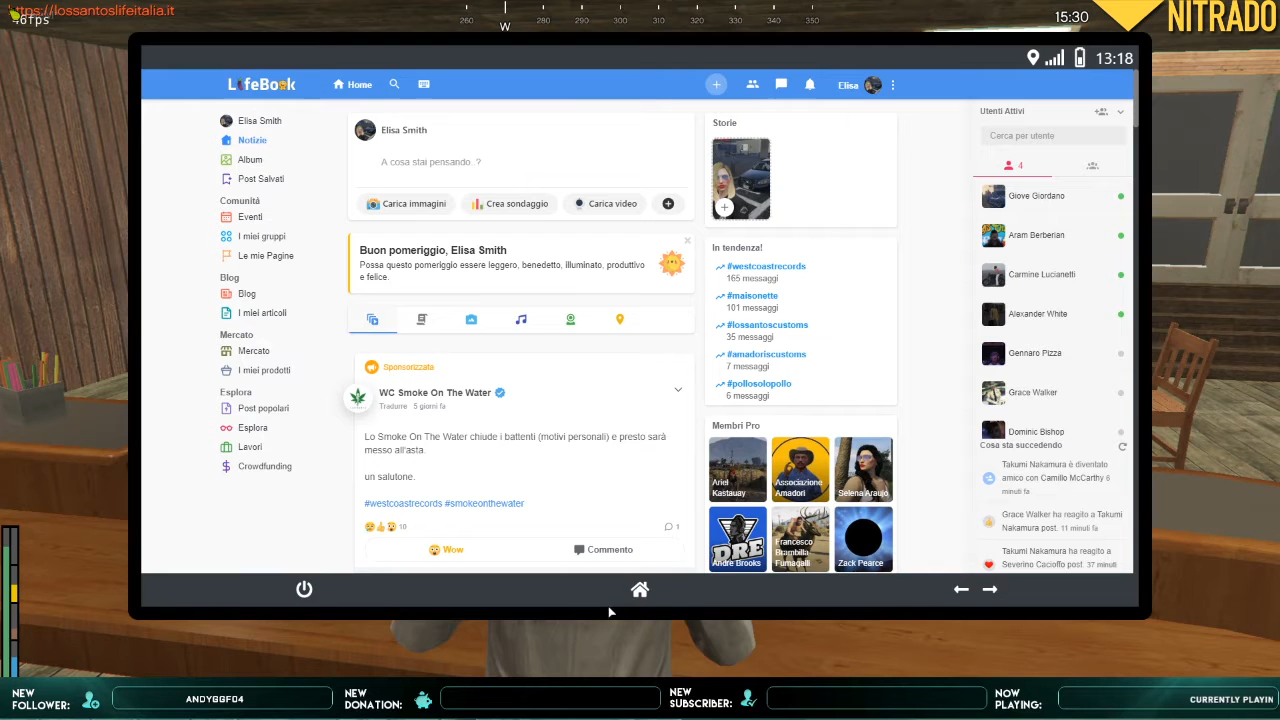 https://lossantoslifeitalia.it
260
W
280
290
300
310
320
330
340
350
15:30
NITRADO
13:18
LifeBook
Home
Elisa
Elisa Smith
Notizie
Album
Post Salvati
Comunità
Eventi
I miei gruppi
Le mie Pagine
Blog
Blog
I miei articoli
Mercato
Mercato
I miei prodotti
Esplora
Post popolari
Esplora
Lavori
Crowdfunding
Elisa Smith
A cosa stai pensando .?
Carica immagini
Crea sondaggio
Carica video
Buon pomeriggio, Elisa Smith
Possa questo pomeriggio essere leggero, benedetto, illuminato, produttivo
e felice.
Sponsorizzata
WC Smoke On The Water
Tradurre 5 giorni fa
Lo Smoke On The Water chiude i battenti (motivi personali) e presto sarà
messo all'asta.
un salutone.
#westcoastrecords #smokeonthewater
10
1
Wow
Commento
Storie
In tendenza!
#westcoastrecords
165 messaggi
#maisonette
101 messaggi
#lossantoscustoms
35 messaggi
#amadoriscustoms
7 messaggi
#pollosolopollo
6 messaggi
Membri Pro
Ariel
Kastauay
Associazione
Amadori
Selena Araujo
DRE
Andre Brooks
Francesco
Brambilla
Fumagalli
Zack Pearce
Utenti Attivi
Cerca per utente
4
Giove Giordano
Aram Berberian
Carmine Lucianetti
Alexander White
Gennaro Pizza
Grace Walker
Dominic Bishop
Cosa sta succedendo
Takumi Nakamura è diventato
amico con Camillo McCarthy 6
minuti fa
Grace Walker ha reagito a Takumi
Nakamura post. 11 minuti fa
Takumi Nakamura ha reagito a
Severino Cacioffo post. 37 minuti
NEW
FOLLOWER:
ANDYGGF04
NEW
DONATION:
NEW
SUBSCRIBER:
NOW
PLAYING:
CURRENTLY PLAYIN